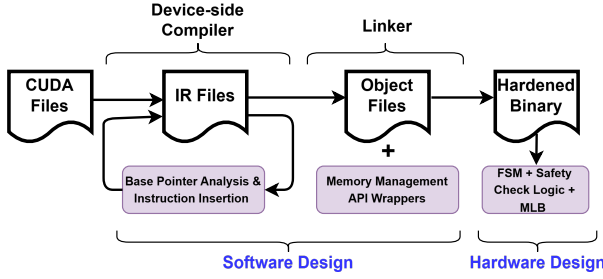 Device-side
Compiler
Linker
CUDA
Files
IR Files
Object
Files
Hardened
Binary
+
Base Pointer Analysis &
Instruction Insertion
Memory Management
API Wrappers
FSM + Safety
Check Logic +
MLB
Software Design
Hardware Design